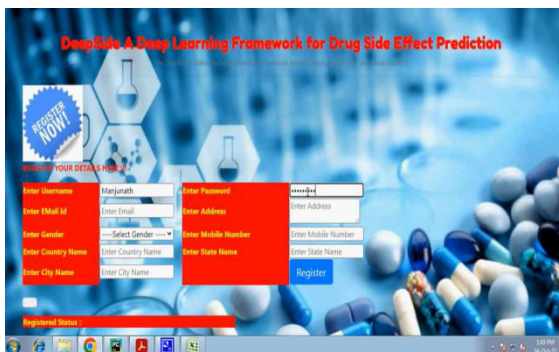 DeepSide A Deep Learning Framework for Drug Side Effect Prediction
REGISTER NOW!
REGISTER YOUR DETAILS HERE !!!
Enter Username Manjunath Enter Password
Enter EMail Id Enter Email Enter Address Enter Address
Enter Gender ----Select Gender ---- Enter Mobile Number Enter Mobile Number
Enter Country Name Enter Country Name Enter State Name Enter State Name
Enter City Name Enter City Name Register
Registered Status :
1:45 PM